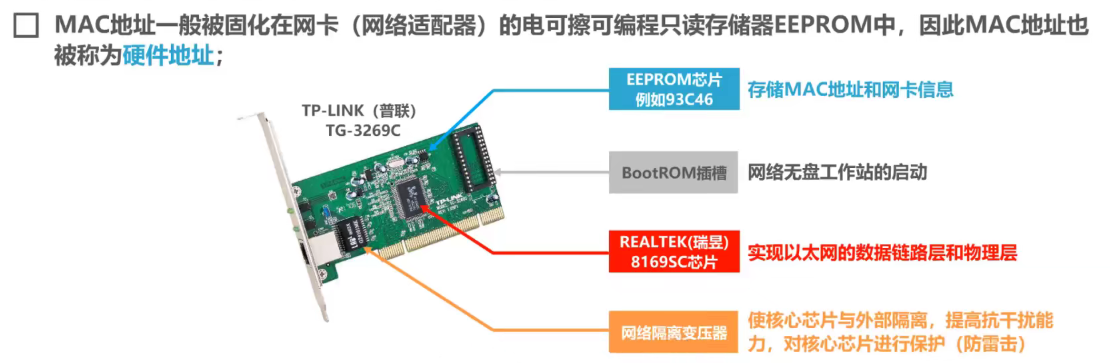 MAC地址一般被固化在网卡（网络适配器）的电可擦可编程只读存储器EEPROM中，因此MAC地址也
被称为硬件地址；
TP-LINK（普联）
TG-3269C
EEPROM芯片
例如93C46
存储MAC地址和网卡信息
BootROM插槽
网络无盘工作站的启动
TP-LINK
REALTEK(瑞昱)
8169SC芯片
实现以太网的数据链路层和物理层
网络隔离变压器
使核心芯片与外部隔离，提高抗干扰能
力，对核心芯片进行保护（防雷击）